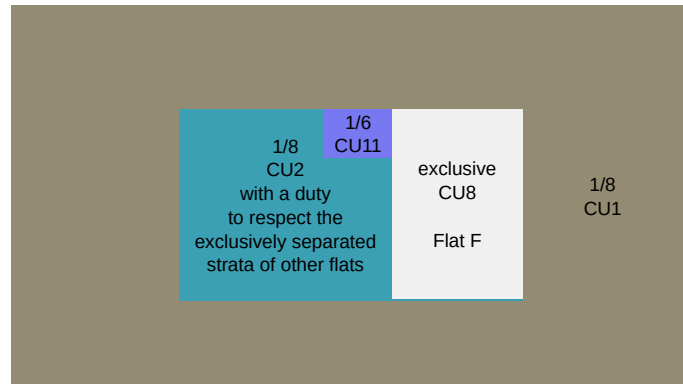 1/6
CU11
1/8
CU2
with a duty
to respect the
exclusively separated
strata of other flats
exclusive
CU8
Flat F
1/8
CU1